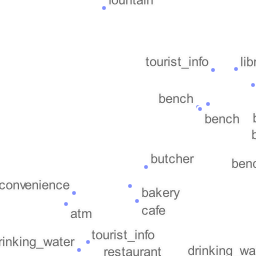 fountain
tourist_info
libr
bench
bench
b
b
butcher
benc
convenience
bakery
cafe
atm
rinking_water
tourist_info
restaurant
drinking_wa